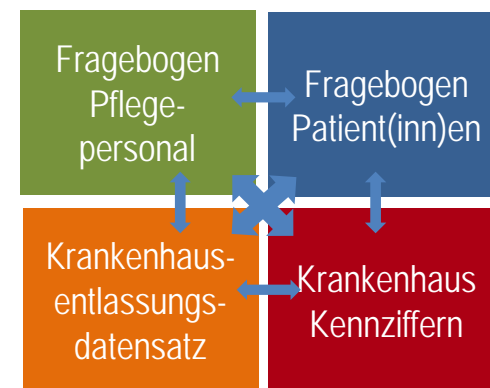 Fragebogen
Pflege-
personal
Fragebogen
Patient(inn)en
Krankenhaus-
entlassungs-
datensatz
Krankenhaus
Kennziffern